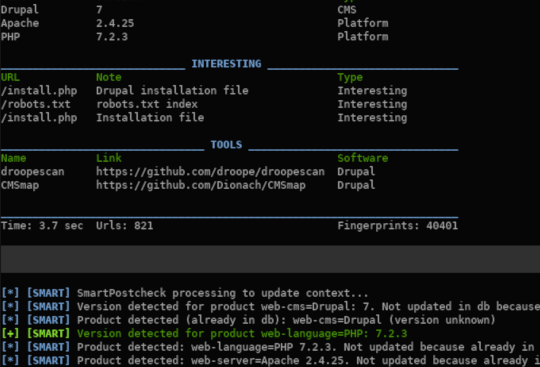 Drupal 7 CMS
Apache 2.4.25 Platform
PHP 7.2.3 Platform
INTERESTING
URL Note Type
/install.php Drupal installation file Interesting
/robots.txt robots.txt index Interesting
/install.php Installation file Interesting
TOOLS
Name Link Software
droopescan https://github.com/droope/droopescan Drupal
CMSmap https://github.com/Dionach/CMSmap Drupal
Time: 3.7 sec Urls: 821 Fingerprints: 40401
[*] [SMART] SmartPostcheck processing to update context...
[*] [SMART] Version detected for product web-cms=Drupal: 7. Not updated in db because
[*] [SMART] Product detected (already in db): web-cms=Drupal (version unknown)
[+] [SMART] Version detected for product web-language=PHP: 7.2.3
[*] [SMART] Product detected: web-language=PHP 7.2.3. Not updated because already in
[*] [SMART] Product detected: web-server=Apache 2.4.25. Not updated because already i